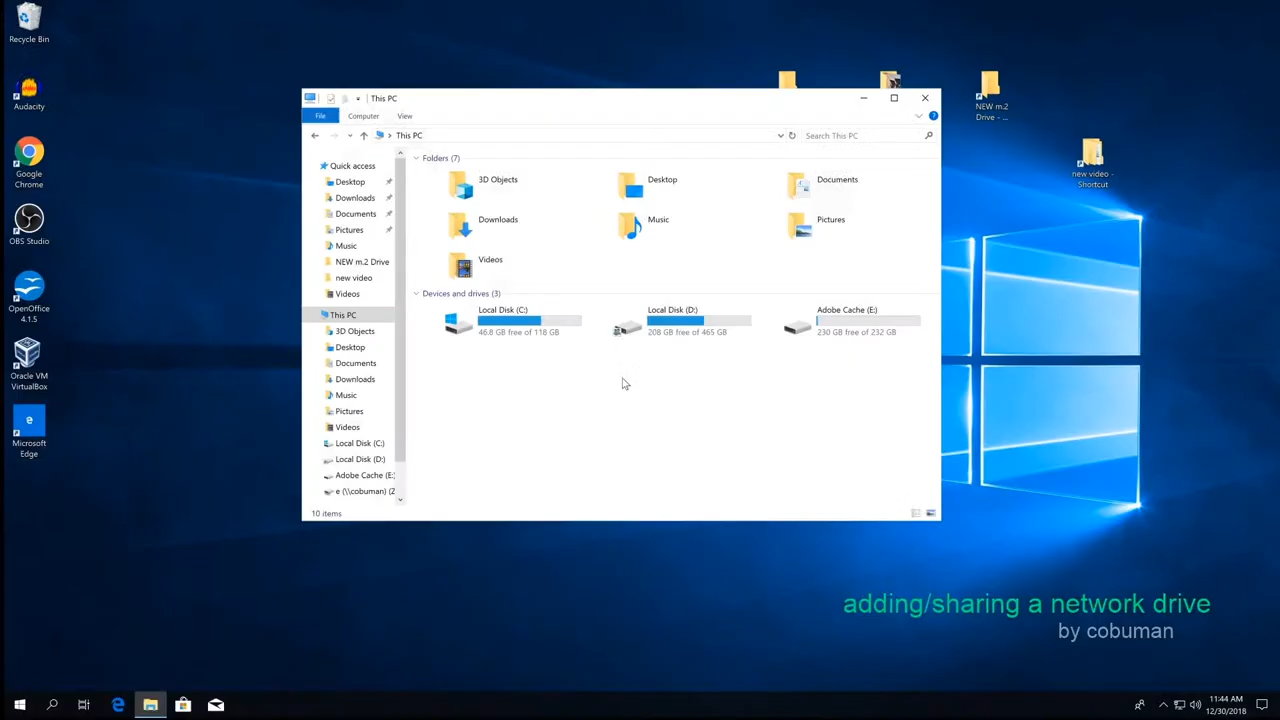 Recycle Bin
Audacity
Google
Chrome
OBS Studio
OpenOffice
4.1.5
Oracle VM
VirtualBox
Microsoft
Edge
NEW m.2
Drive - ...
new video -
Shortcut
This PC
File
Computer
View
This PC
Search This PC
Quick access
Desktop
Downloads
Documents
Pictures
Music
NEW m.2 Drive
new video
Videos
This PC
3D Objects
Desktop
Documents
Downloads
Music
Pictures
Videos
Local Disk (C:)
Local Disk (D:)
Adobe Cache (E:
e (\\cobuman) (Z
Folders (7)
3D Objects
Desktop
Documents
Downloads
Music
Pictures
Videos
Devices and drives (3)
Local Disk (C:)
46.8 GB free of 118 GB
Local Disk (D:)
208 GB free of 465 GB
Adobe Cache (E:)
230 GB free of 232 GB
10 items
adding/sharing a network drive
by cobuman
11:44 AM
12/30/2018